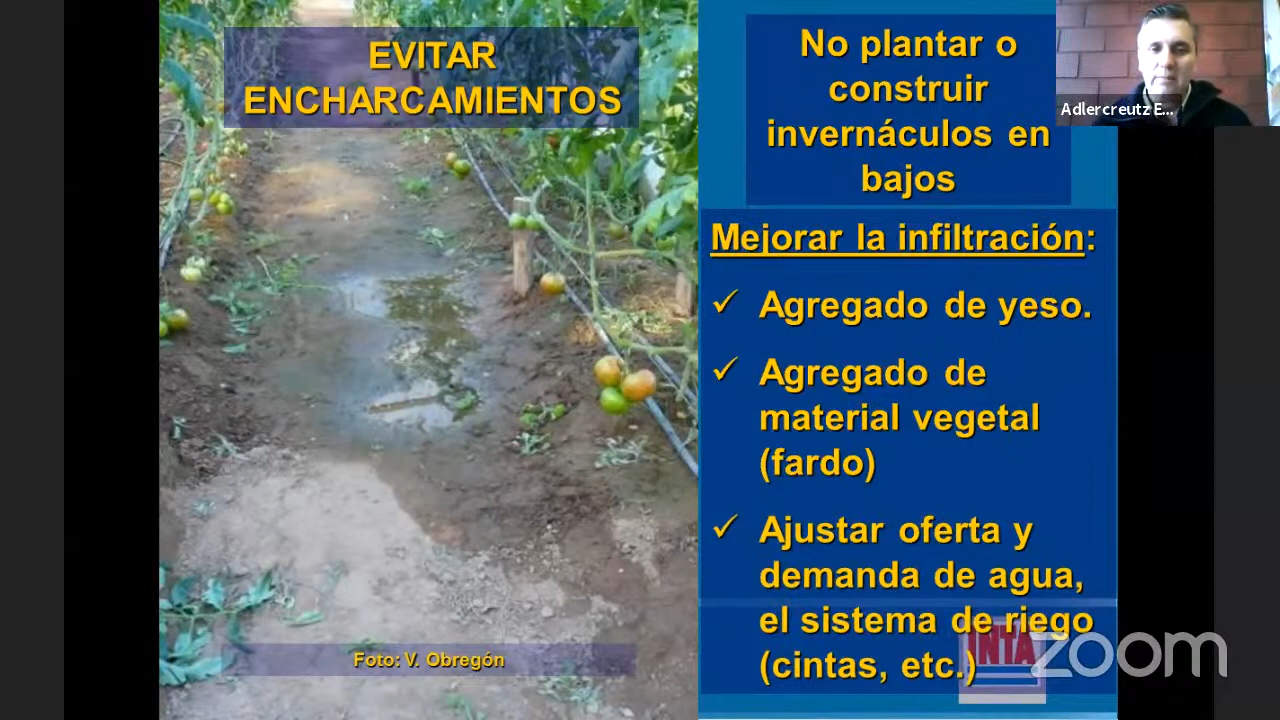 EVITAR
ENCHARCAMIENTOS
Foto: V. Obregón
No plantar o
construir
invernáculos en
bajos
Mejorar la infiltración:
✓ Agregado de yeso.
✓ Agregado de
material vegetal
(fardo)
✓ Ajustar oferta y
demanda de agua,
el sistema de riego
(cintas, etc.)
INTA
zoom
Adlercreutz E...